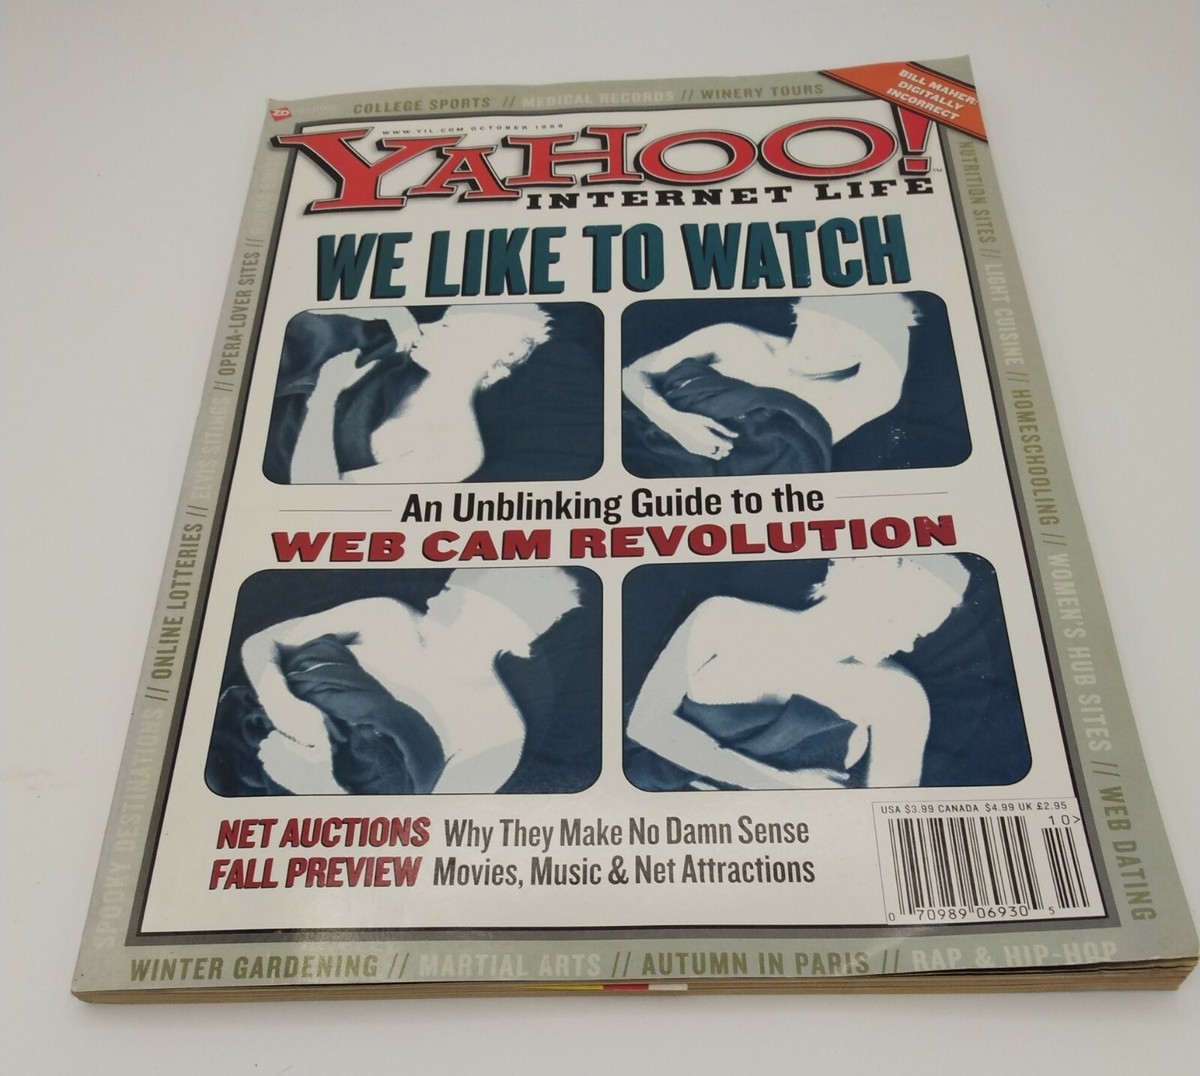 COLLEGE SPORTS // MEDICAL RECORDS // WINERY TOURS
BILL MAHER:
DIGITALLY
INCORRECT
ZD
WWW.YIL.COM OCTOBER 1999
YAHOO!
TM
INTERNET LIFE
WE LIKE TO WATCH
An Unblinking Guide to the
WEB CAM REVOLUTION
NET AUCTIONS Why They Make No Damn Sense
FALL PREVIEW Movies, Music & Net Attractions
USA $3.99 CANADA $4.99 UK £2.95
10>
0 70989 06930 5
SPOOKY DESTINATIONS // ONLINE LOTTERIES // ELVIS SITINGS // OPERA-LOVER SITES //
NUTRITION SITES // LIGHT CUISINE // HOMESCHOOLING // WOMEN'S HUB SITES // WEB DATING
WINTER GARDENING // MARTIAL ARTS // AUTUMN IN PARIS // RAP & HIP-HOP